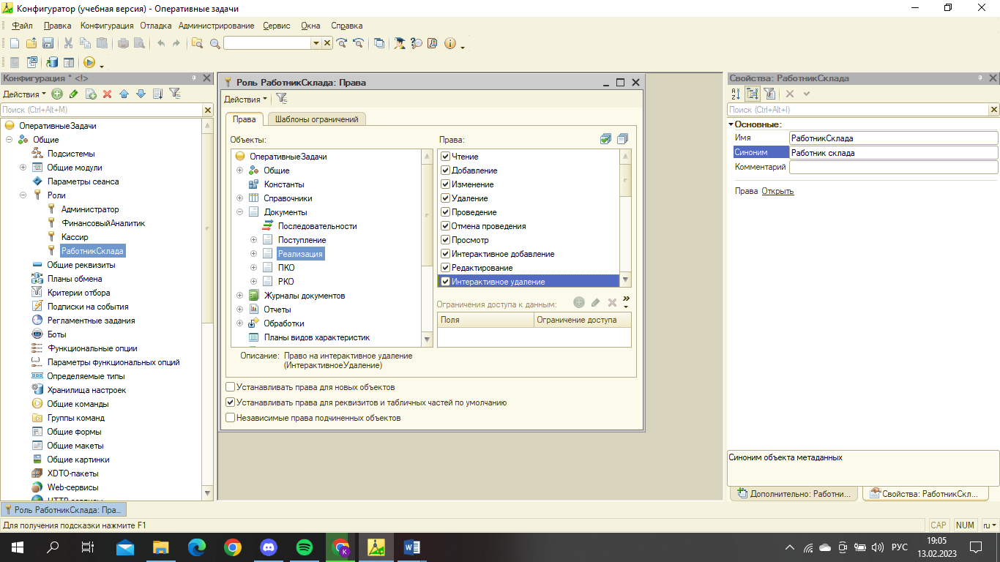 Конфигуратор (учебная версия) - Оперативные задачи
Файл Правка Конфигурация Отладка Администрирование Сервис Окна Справка
Конфигурация * <!>
Действия
Поиск (Ctrl+Alt+M)
ОперативныеЗадачи
Общие
Подсистемы
Общие модули
Параметры сеанса
Роли
Администратор
ФинансовыйАналитик
Кассир
РаботникСклада
Общие реквизиты
Планы обмена
Критерии отбора
Подписки на события
Регламентные задания
Боты
Функциональные опции
Параметры функциональных опций
Определяемые типы
Хранилища настроек
Общие команды
Группы команд
Общие формы
Общие макеты
Общие картинки
XDTO-пакеты
Web-сервисы
HTTP-сервисы
Роль РаботникСклада: Права
Действия
Права Шаблоны ограничений
Объекты:
ОперативныеЗадачи
Общие
Константы
Справочники
Документы
Последовательности
Поступление
Реализация
ПКО
РКО
Журналы документов
Отчеты
Обработки
Планы видов характеристик
Права:
Чтение
Добавление
Изменение
Удаление
Проведение
Отмена проведения
Просмотр
Интерактивное добавление
Редактирование
Интерактивное удаление
Ограничения доступа к данным:
Поля Ограничение доступа
Описание: Право на интерактивное удаление
(ИнтерактивноеУдаление)
Устанавливать права для новых объектов
Устанавливать права для реквизитов и табличных частей по умолчанию
Независимые права подчиненных объектов
Свойства: РаботникСклада
Поиск (Ctrl+Alt+I)
Основные:
Имя РаботникСклада
Синоним Работник склада
Комментарий
Права Открыть
Синоним объекта метаданных
Дополнительно: Работни... Свойства: РаботникСкл...
Роль РаботникСклада: Пра...
Для получения подсказки нажмите F1
CAP NUM ru
РУС
19:05
13.02.2023